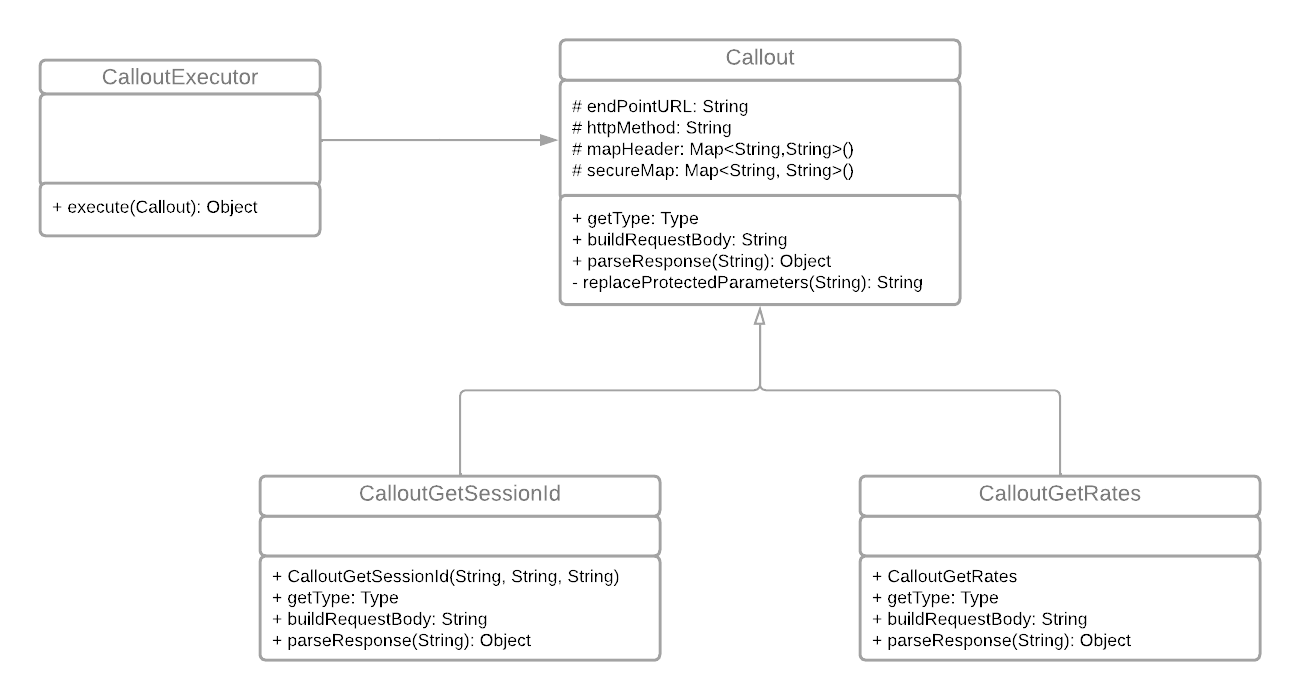 CalloutExecutor
+ execute(Callout): Object
Callout
# endPointURL: String
# httpMethod: String
# mapHeader: Map<String,String>()
# secureMap: Map<String, String>()
+ getType: Type
+ buildRequestBody: String
+ parseResponse(String): Object
- replaceProtectedParameters(String): String
CalloutGetSessionId
+ CalloutGetSessionId(String, String, String)
+ getType: Type
+ buildRequestBody: String
+ parseResponse(String): Object
CalloutGetRates
+ CalloutGetRates
+ getType: Type
+ buildRequestBody: String
+ parseResponse(String): Object